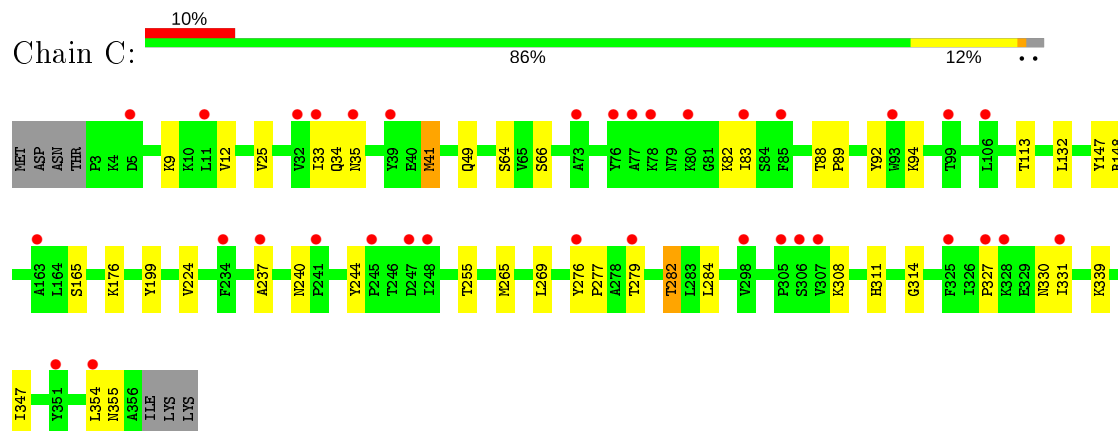 10%
Chain C:
86% 12% • •
MET ASP ASN THR P3 K4 D5 K9 K10 L11 V12 V25 V32 I33 Q34 N35 Y39 E40 M41 Q49 S64 V65 S66 A73 Y76 A77 K78 N79 K80 G81 K82 I83 S84 F85 T88 P89 Y92 W93 K94 T99 L106 T113 L132 Y147 R148
A163 L164 S165 K176 Y199 V224 F234 A237 N240 P241 Y244 P245 T246 D247 I248 T255 M265 L269 Y276 P277 A278 T279 T282 L283 L284 V298 P305 S306 V307 K308 H311 G314 F325 I326 P327 K328 E329 N330 I331 K339
I347 Y351 L354 N355 A356 ILE LYS LYS